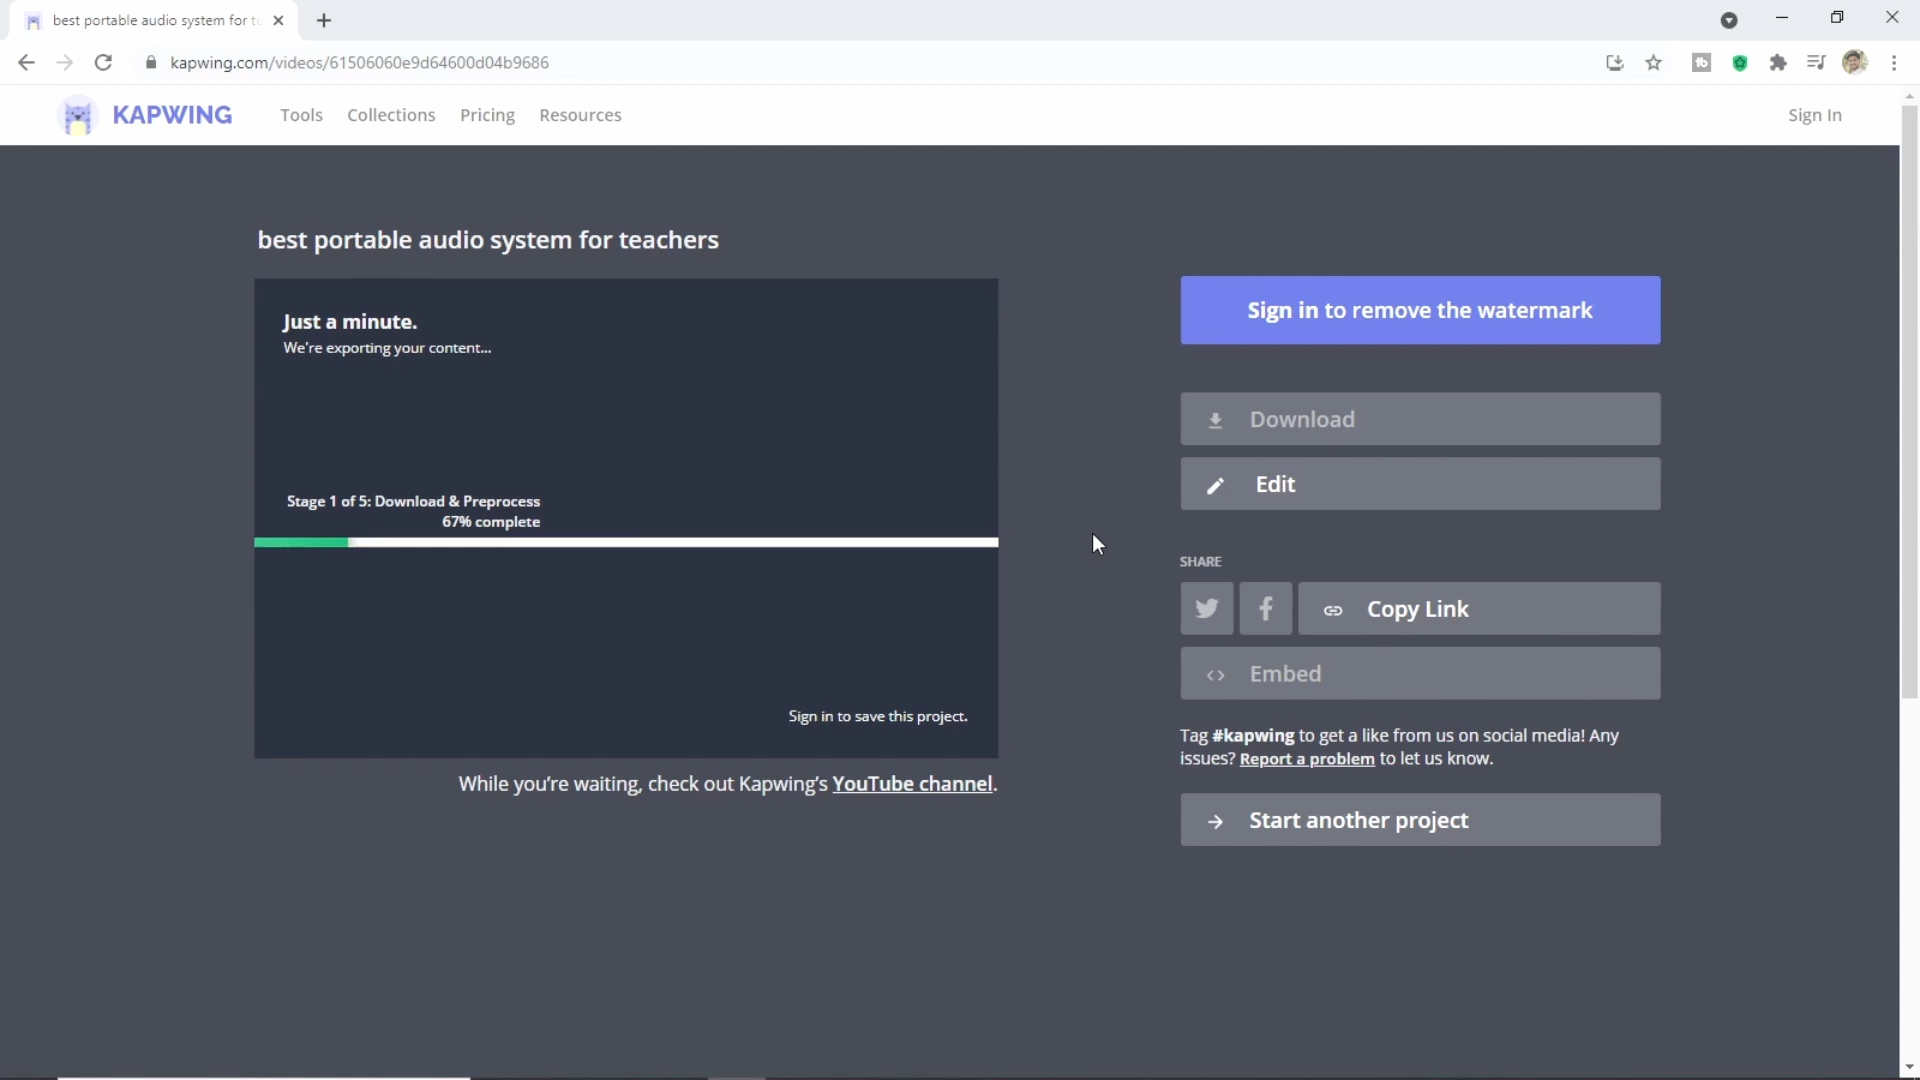 best portable audio system for te
kapwing.com/videos/61506060e9d64600d04b9686
KAPWING
Tools
Collections
Pricing
Resources
Sign In
best portable audio system for teachers
Just a minute.
We're exporting your content...
Stage 1 of 5: Download & Preprocess
67% complete
Sign in to save this project.
While you're waiting, check out Kapwing's YouTube channel.
Sign in to remove the watermark
Download
Edit
SHARE
Copy Link
Embed
Tag #kapwing to get a like from us on social media! Any
issues? Report a problem to let us know.
Start another project